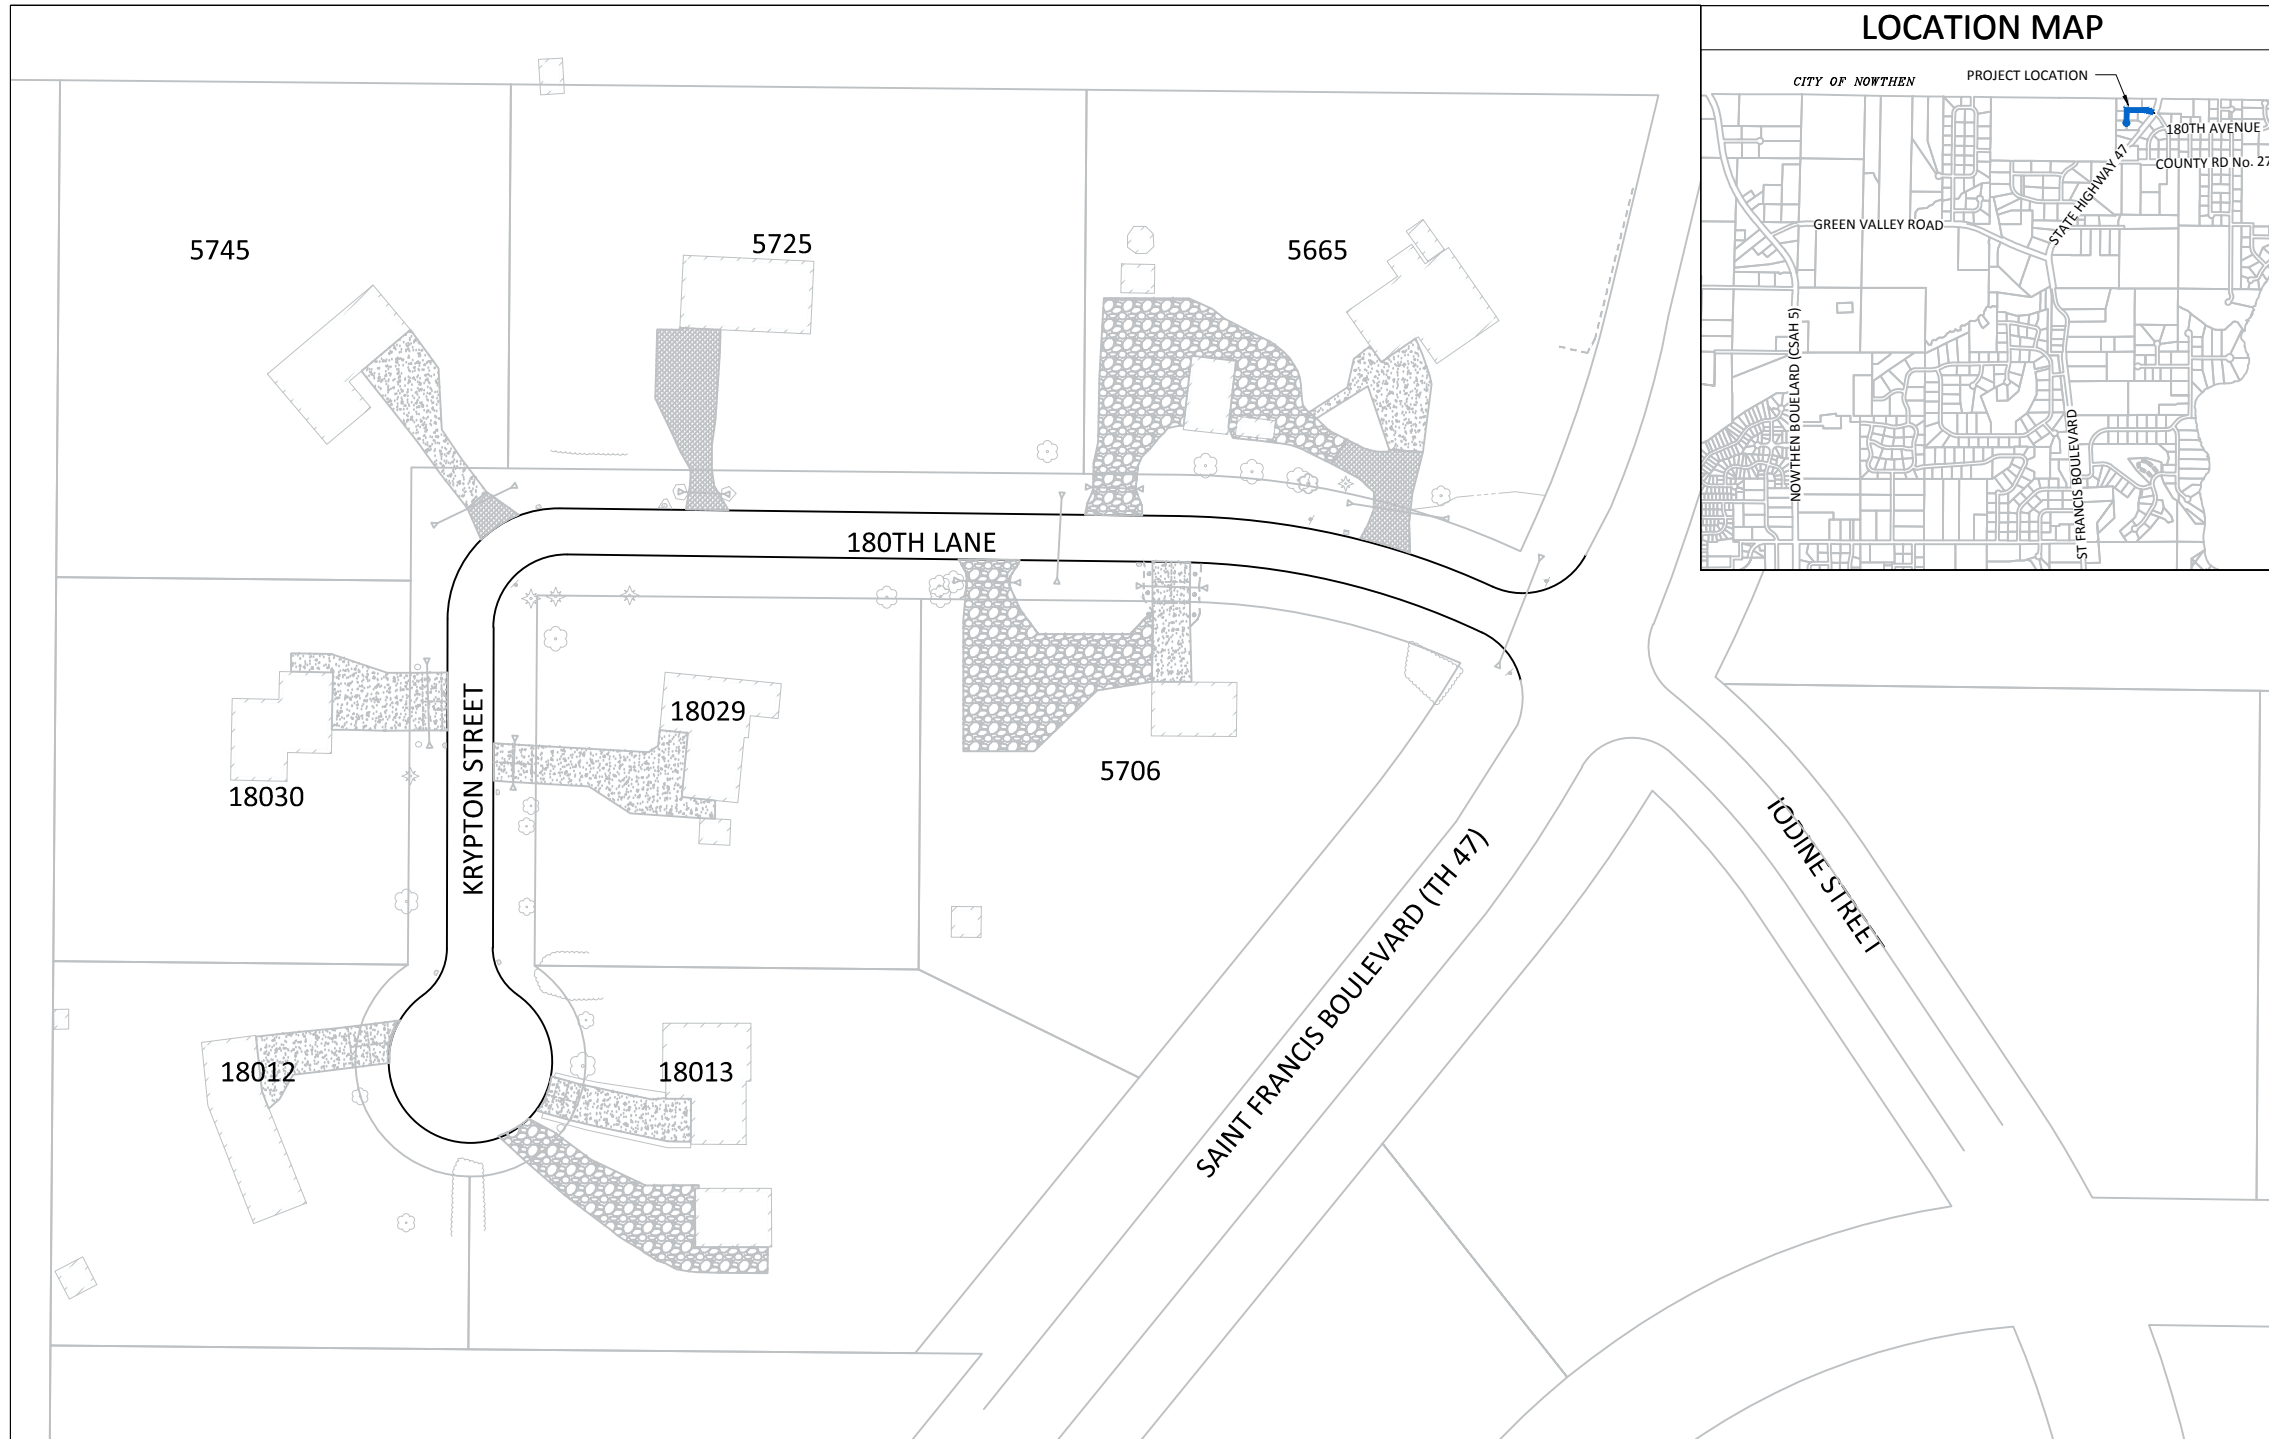 LOCATION MAP
CITY OF NOWTHEN
PROJECT LOCATION
180TH AVENUE
COUNTY RD No. 27
STATE HIGHWAY 47
GREEN VALLEY ROAD
NOWTHEN BOUELARD (CSAH 5)
ST FRANCIS BOULEVARD
5745
5725
5665
180TH LANE
KRYPTON STREET
18029
18030
5706
18012
18013
SAINT FRANCIS BOULEVARD (TH 47)
IODINE STREET